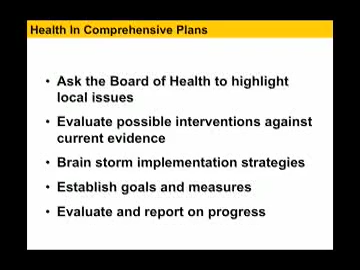 Health In Comprehensive Plans
• Ask the Board of Health to highlight
local issues
• Evaluate possible interventions against
current evidence
• Brain storm implementation strategies
• Establish goals and measures
• Evaluate and report on progress